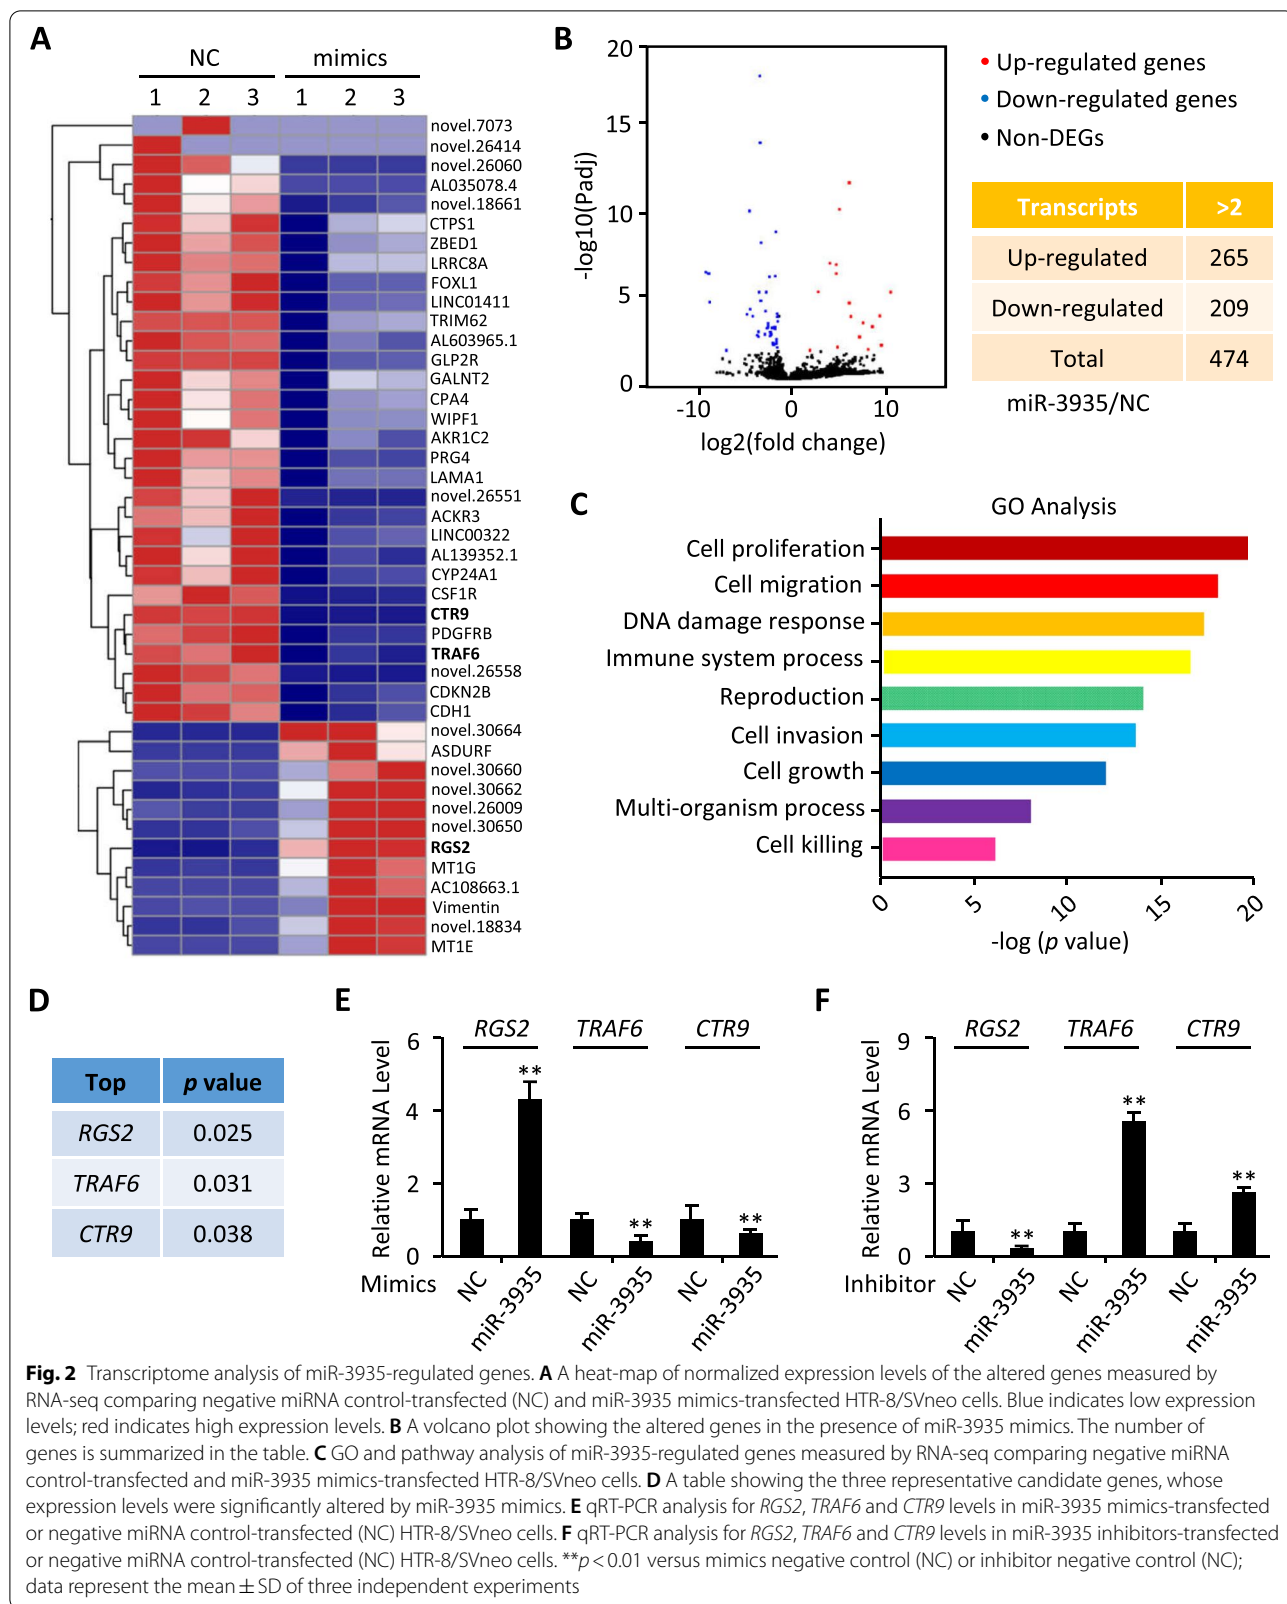 A
NC mimics
1 2 3 1 2 3
novel.7073
novel.26414
novel.26060
AL035078.4
novel.18661
CTPS1
ZBED1
LRRC8A
FOXL1
LINC01411
TRIM62
AL603965.1
GLP2R
GALNT2
CPA4
WIPF1
AKR1C2
PRG4
LAMA1
novel.26551
ACKR3
LINC00322
AL139352.1
CYP24A1
CSF1R
CTR9
PDGFRB
TRAF6
novel.26558
CDKN2B
CDH1
novel.30664
ASDURF
novel.30660
novel.30662
novel.26009
novel.30650
RGS2
MT1G
AC108663.1
Vimentin
novel.18834
MT1E
B
-log10(Padj)
20
15
10
5
0
-10 0 10
log2(fold change)
• Up-regulated genes
• Down-regulated genes
• Non-DEGs
Transcripts >2
Up-regulated 265
Down-regulated 209
Total 474
miR-3935/NC
C
GO Analysis
Cell proliferation
Cell migration
DNA damage response
Immune system process
Reproduction
Cell invasion
Cell growth
Multi-organism process
Cell killing
0 5 10 15 20
-log (p value)
D
Top p value
RGS2 0.025
TRAF6 0.031
CTR9 0.038
E
RGS2 TRAF6 CTR9
Relative mRNA Level
6
4
2
0
** ** **
Mimics NC miR-3935 NC miR-3935 NC miR-3935
F
RGS2 TRAF6 CTR9
Relative mRNA Level
9
6
3
0
** ** **
Inhibitor NC miR-3935 NC miR-3935 NC miR-3935
Fig. 2 Transcriptome analysis of miR-3935-regulated genes. A A heat-map of normalized expression levels of the altered genes measured by
RNA-seq comparing negative miRNA control-transfected (NC) and miR-3935 mimics-transfected HTR-8/SVneo cells. Blue indicates low expression
levels; red indicates high expression levels. B A volcano plot showing the altered genes in the presence of miR-3935 mimics. The number of
genes is summarized in the table. C GO and pathway analysis of miR-3935-regulated genes measured by RNA-seq comparing negative miRNA
control-transfected and miR-3935 mimics-transfected HTR-8/SVneo cells. D A table showing the three representative candidate genes, whose
expression levels were significantly altered by miR-3935 mimics. E qRT-PCR analysis for RGS2, TRAF6 and CTR9 levels in miR-3935 mimics-transfected
or negative miRNA control-transfected (NC) HTR-8/SVneo cells. F qRT-PCR analysis for RGS2, TRAF6 and CTR9 levels in miR-3935 inhibitors-transfected
or negative miRNA control-transfected (NC) HTR-8/SVneo cells. **p < 0.01 versus mimics negative control (NC) or inhibitor negative control (NC);
data represent the mean ± SD of three independent experiments